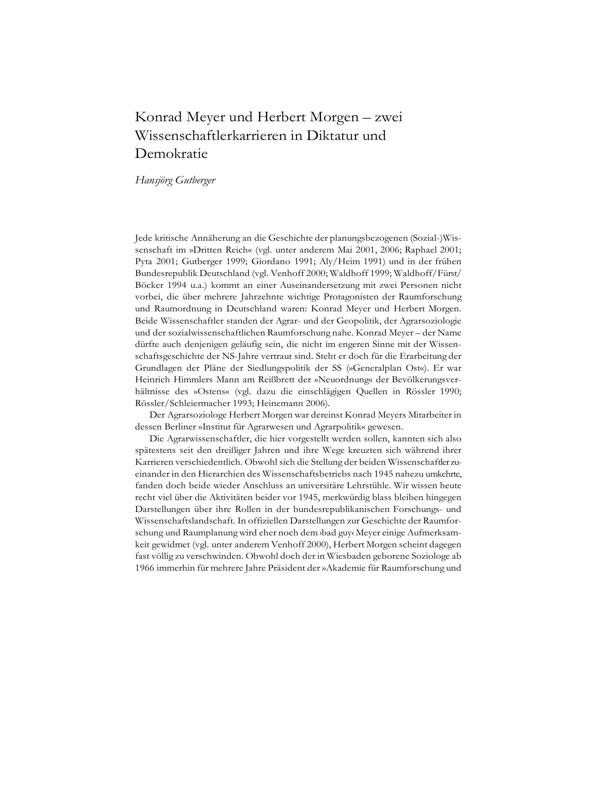 Konrad Meyer und Herbert Morgen – zwei
Wissenschaftlerkarrieren in Diktatur und
Demokratie
Hansjörg Gutberger
Jede kritische Annäherung an die Geschichte der planungsbezogenen (Sozial-)Wis-
senschaft im »Dritten Reich« (vgl. unter anderem Mai 2001, 2006; Raphael 2001;
Pyta 2001; Gutberger 1999; Giordano 1991; Aly/Heim 1991) und in der frühen
Bundesrepublik Deutschland (vgl. Venhoff 2000; Waldhoff 1999; Waldhoff/Fürst/
Böcker 1994 u.a.) kommt an einer Auseinandersetzung mit zwei Personen nicht
vorbei, die über mehrere Jahrzehnte wichtige Protagonisten der Raumforschung
und Raumordnung in Deutschland waren: Konrad Meyer und Herbert Morgen.
Beide Wissenschaftler standen der Agrar- und der Geopolitik, der Agrarsoziologie
und der sozialwissenschaftlichen Raumforschung nahe. Konrad Meyer – der Name
dürfte auch denjenigen geläufig sein, die nicht im engeren Sinne mit der Wissen-
schaftsgeschichte der NS-Jahre vertraut sind. Steht er doch für die Erarbeitung der
Grundlagen der Pläne der Siedlungspolitik der SS (»Generalplan Ost«). Er war
Heinrich Himmlers Mann am Reißbrett der »Neuordnung« der Bevölkerungsver-
hältnisse des »Ostens« (vgl. dazu die einschlägigen Quellen in Rössler 1990;
Rössler/Schleiermacher 1993; Heinemann 2006).
Der Agrarsoziologe Herbert Morgen war dereinst Konrad Meyers Mitarbeiter in
dessen Berliner »Institut für Agrarwesen und Agrarpolitik« gewesen.
Die Agrarwissenschaftler, die hier vorgestellt werden sollen, kannten sich also
spätestens seit den dreißiger Jahren und ihre Wege kreuzten sich während ihrer
Karrieren verschiedentlich. Obwohl sich die Stellung der beiden Wissenschaftler zu-
einander in den Hierarchien des Wissenschaftsbetriebs nach 1945 nahezu umkehrte,
fanden doch beide wieder Anschluss an universitäre Lehrstühle. Wir wissen heute
recht viel über die Aktivitäten beider vor 1945, merkwürdig blass bleiben hingegen
Darstellungen über ihre Rollen in der bundesrepublikanischen Forschungs- und
Wissenschaftslandschaft. In offiziellen Darstellungen zur Geschichte der Raumfor-
schung und Raumplanung wird eher noch dem ›bad guy‹ Meyer einige Aufmerksam-
keit gewidmet (vgl. unter anderem Venhoff 2000), Herbert Morgen scheint dagegen
fast völlig zu verschwinden. Obwohl doch der in Wiesbaden geborene Soziologe ab
1966 immerhin für mehrere Jahre Präsident der »Akademie für Raumforschung und